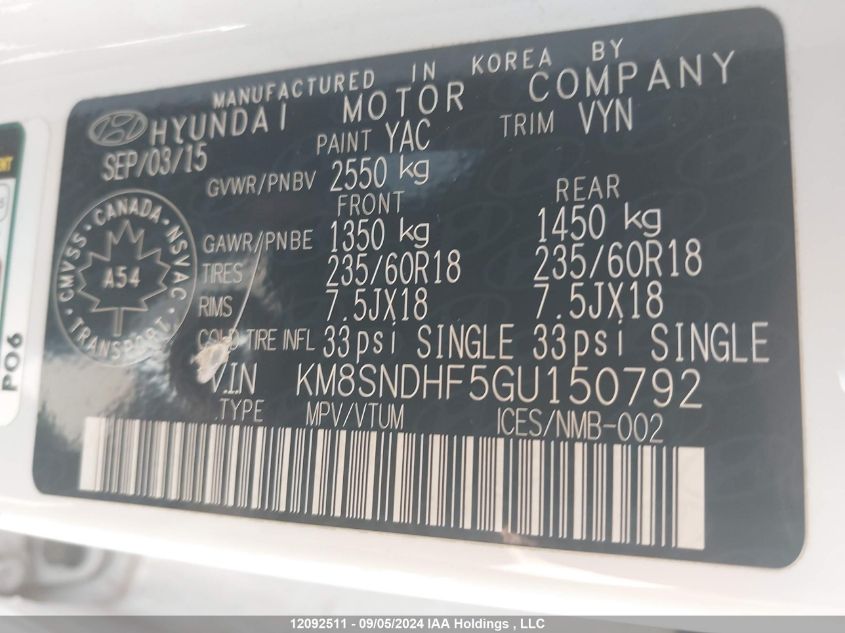 MANUFACTURED IN KOREA BY
HYUNDAI MOTOR COMPANY
SEP/03/15 PAINT YAC TRIM VYN
GVWR/PNBV 2550 kg
FRONT REAR
GAWR/PNBE 1350 kg 1450 kg
TIRES 235/60R18 235/60R18
RIMS 7.5JX18 7.5JX18
COLD TIRE INFL 33psi SINGLE 33psi SINGLE
V.I.N KM8SNDHF5GU150792
TYPE MPV/VTUM ICES/NMB-002
CMVSS · CANADA · NSVAC · TRANSPORT ·
A54
PO6
12092511 - 09/05/2024 IAA Holdings , LLC